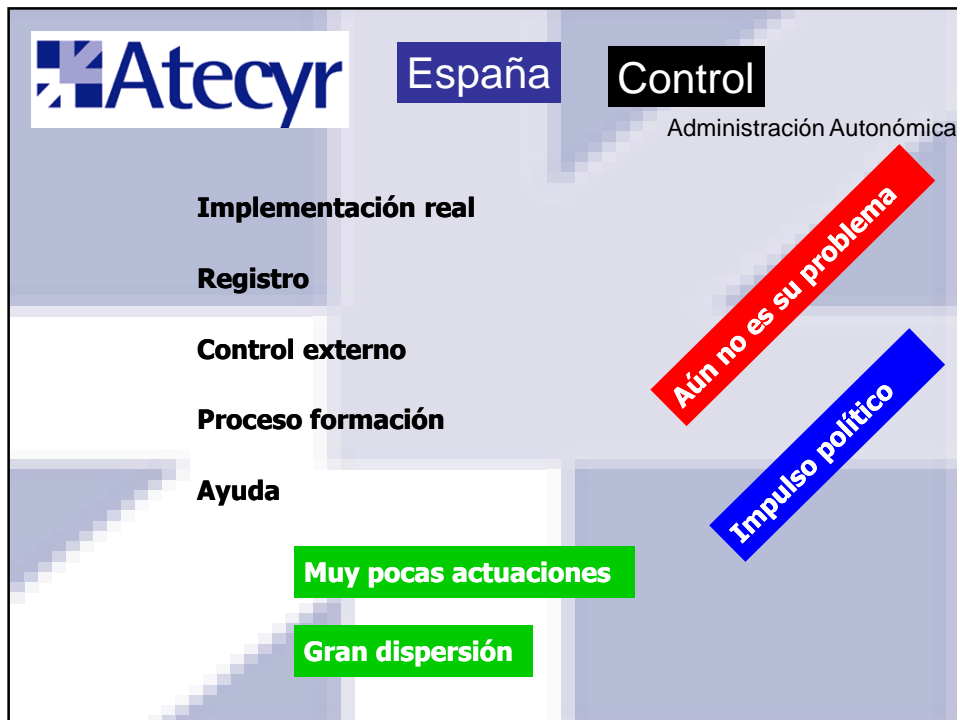 Atecyr
España
Control
Administración Autonómica
Implementación real
Registro
Control externo
Proceso formación
Ayuda
Aún no es su problema
Impulso político
Muy pocas actuaciones
Gran dispersión